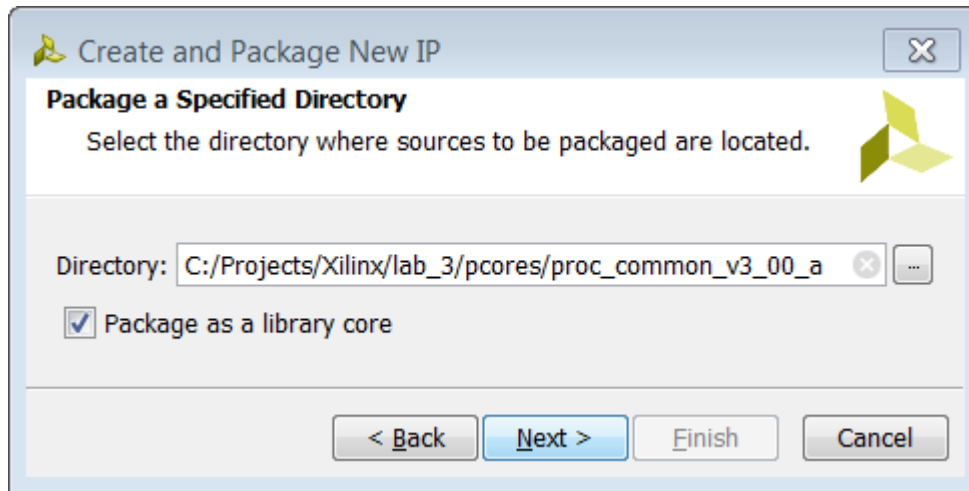 Create and Package New IP
Package a Specified Directory
Select the directory where sources to be packaged are located.
Directory: C:/Projects/Xilinx/lab_3/pcores/proc_common_v3_00_a ...
Package as a library core
< Back Next > Finish Cancel